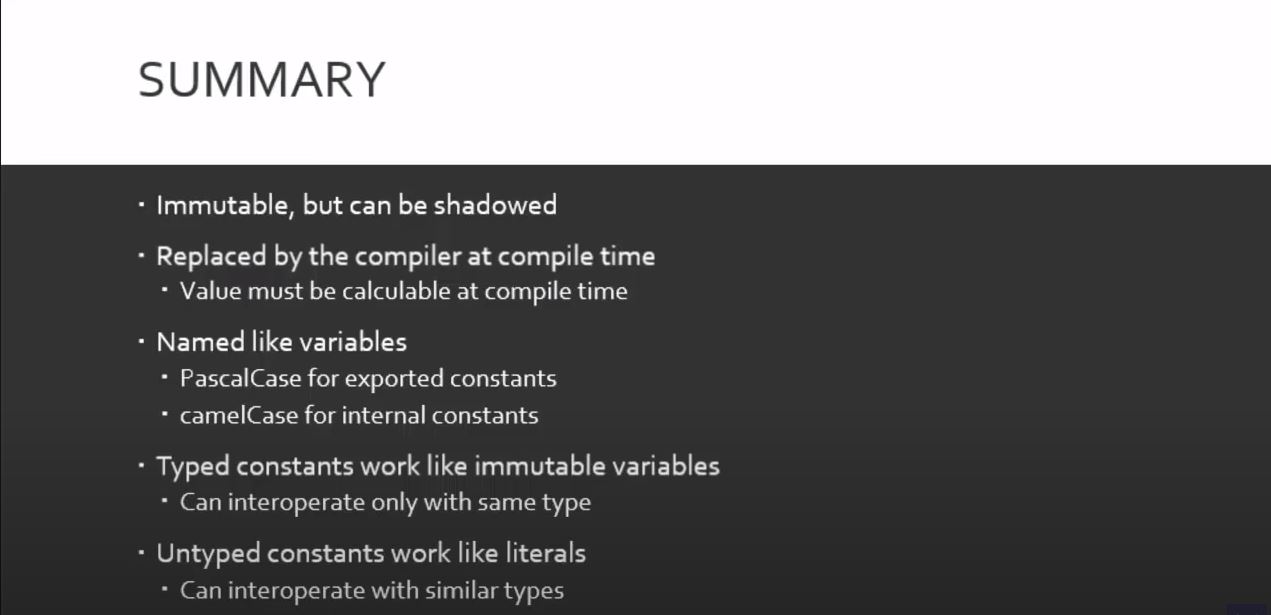 SUMMARY
· Immutable, but can be shadowed
· Replaced by the compiler at compile time
· Value must be calculable at compile time
· Named like variables
· PascalCase for exported constants
· camelCase for internal constants
· Typed constants work like immutable variables
· Can interoperate only with same type
· Untyped constants work like literals
· Can interoperate with similar types